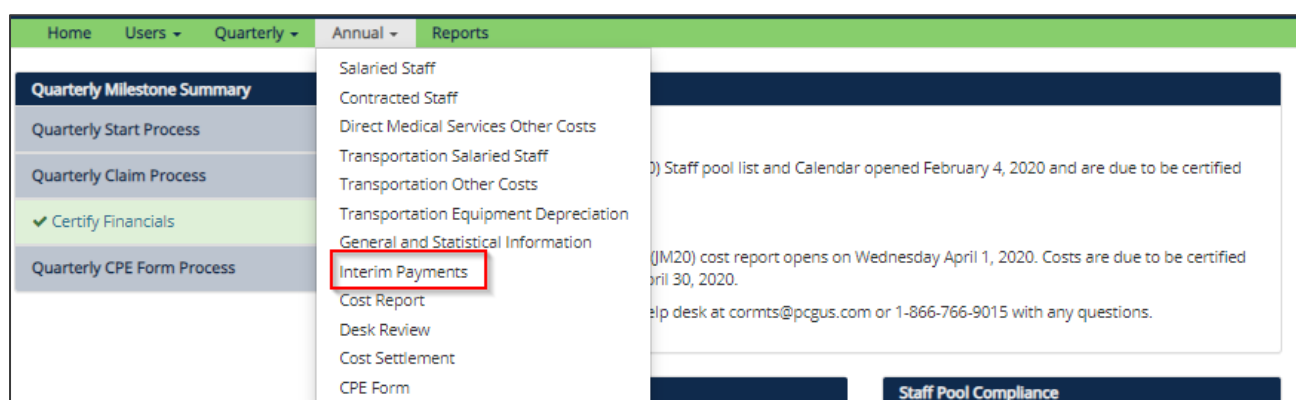 Home Users Quarterly Annual Reports
Quarterly Milestone Summary
Quarterly Start Process
Quarterly Claim Process
Certify Financials
Quarterly CPE Form Process
Salaried Staff
Contracted Staff
Direct Medical Services Other Costs
Transportation Salaried Staff
Transportation Other Costs
Transportation Equipment Depreciation
General and Statistical Information
Interim Payments
Cost Report
Desk Review
Cost Settlement
CPE Form
0) Staff pool list and Calendar opened February 4, 2020 and are due to be certified
(JM20) cost report opens on Wednesday April 1, 2020. Costs are due to be certified
pril 30, 2020.
elp desk at cormts@pcgus.com or 1-866-766-9015 with any questions.
Staff Pool Compliance